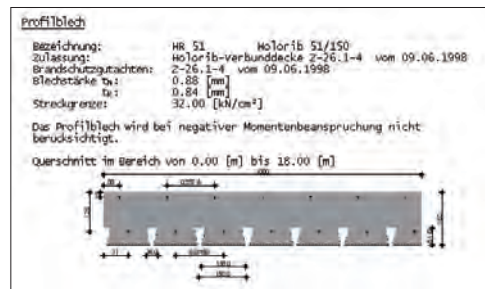 Profilblech
Bezeichnung: HR 51 Holorib 51/150
Zulassung: Holorib-Verbunddecke Z-26.1-4 vom 09.06.1998
Brandschutzgutachten: Z-26.1-4 vom 09.06.1998
Blechstärke tN: 0.88 [mm]
tK: 0.84 [mm]
Streckgrenze: 32.00 [kN/cm²]
Das Profilblech wird bei negativer Momentenbeanspruchung nicht
berücksichtigt.
Querschnitt im Bereich von 0.00 [m] bis 18.00 [m]